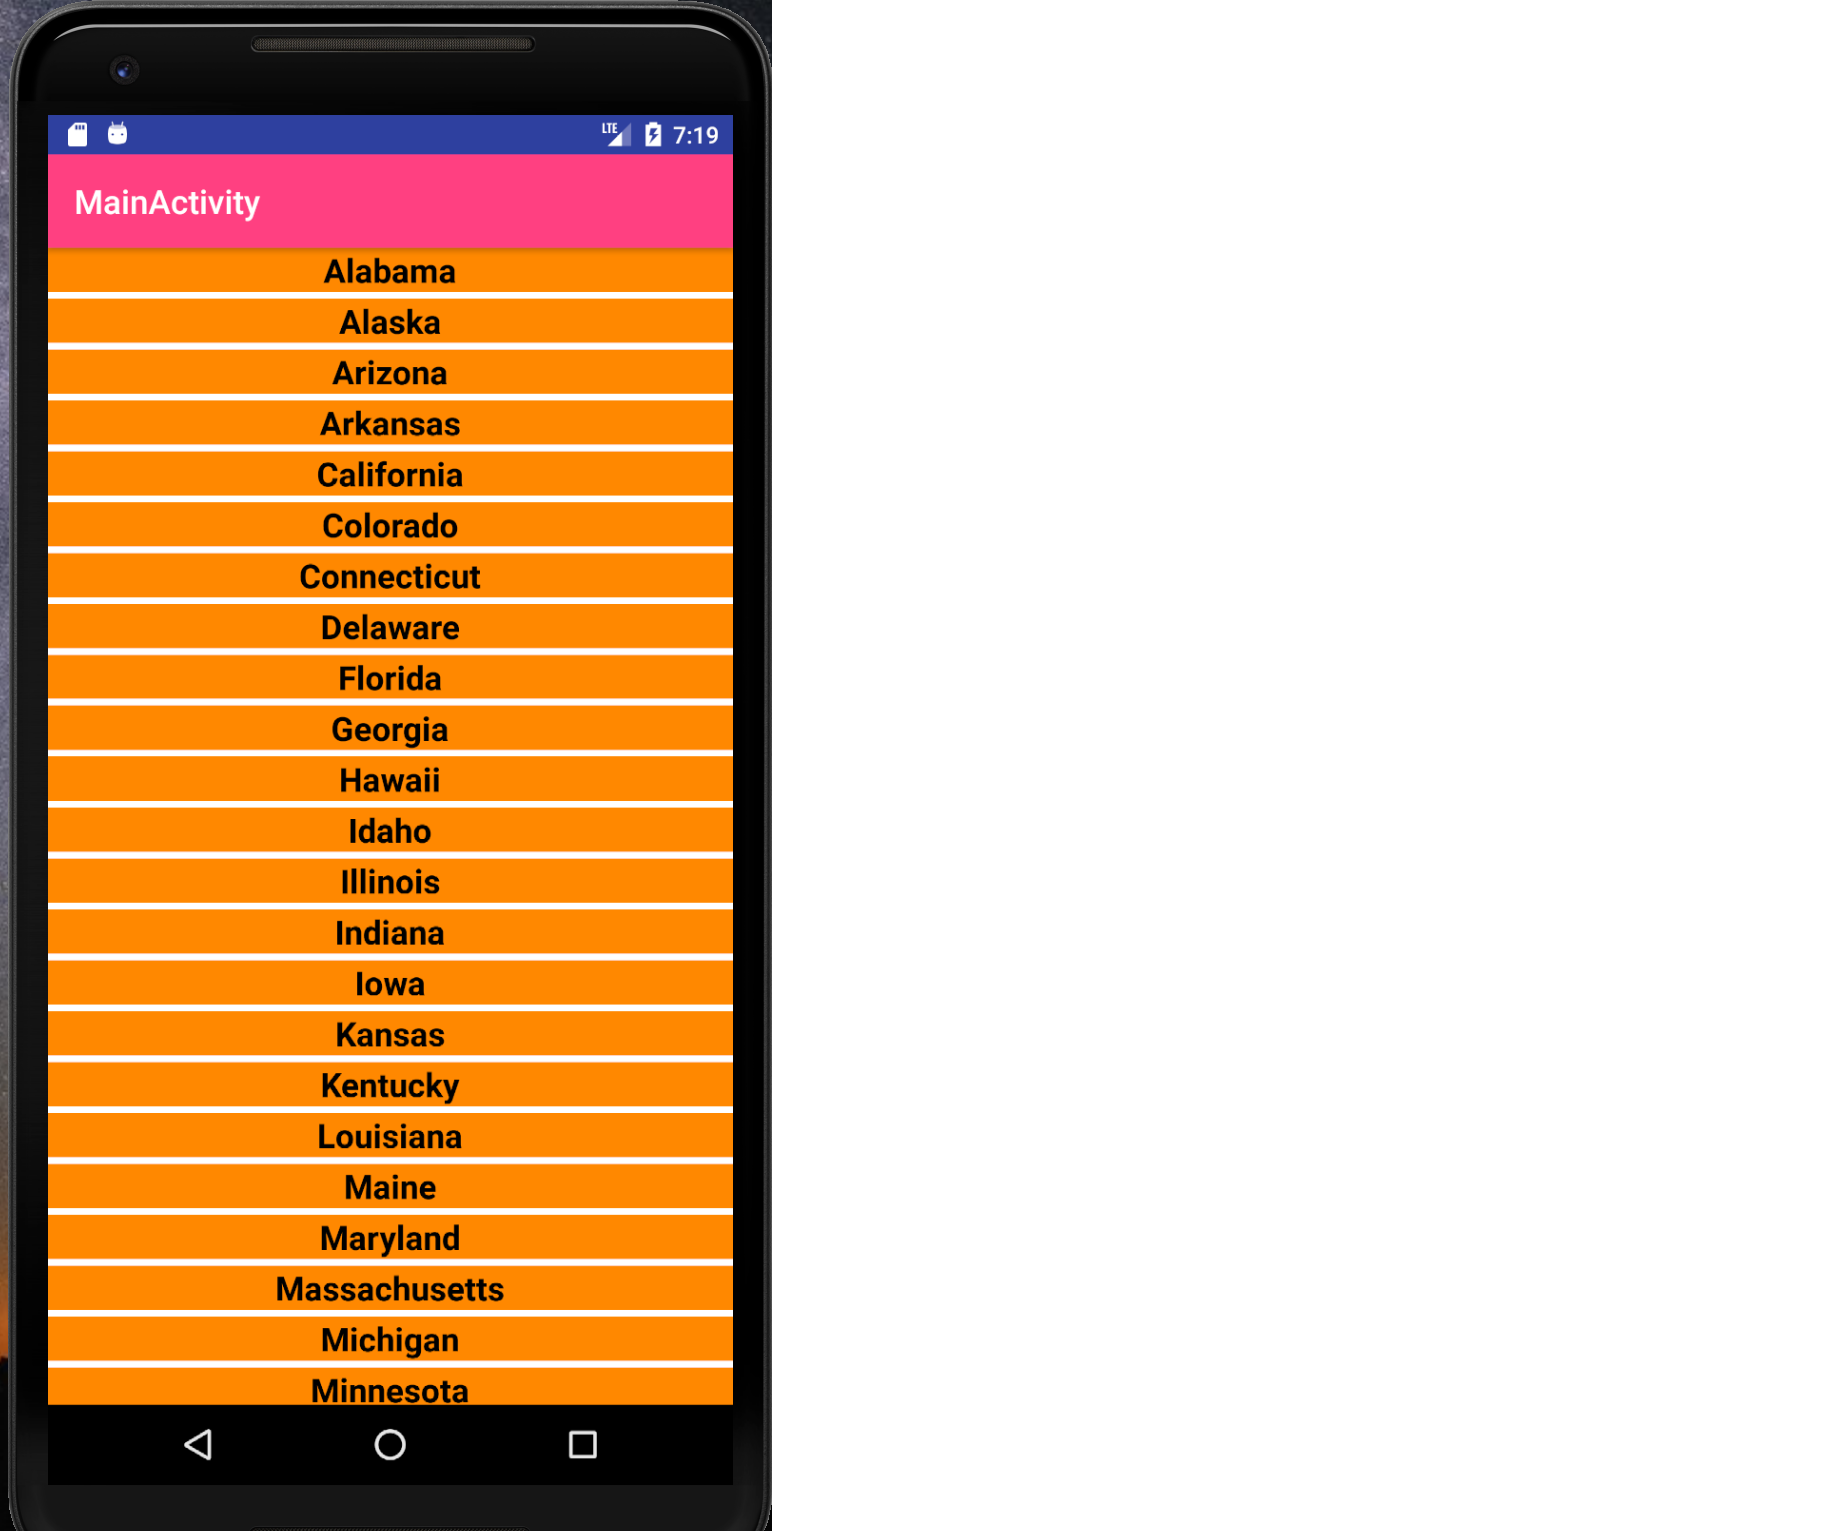 LTE 7:19
MainActivity
Alabama
Alaska
Arizona
Arkansas
California
Colorado
Connecticut
Delaware
Florida
Georgia
Hawaii
Idaho
Illinois
Indiana
Iowa
Kansas
Kentucky
Louisiana
Maine
Maryland
Massachusetts
Michigan
Minnesota